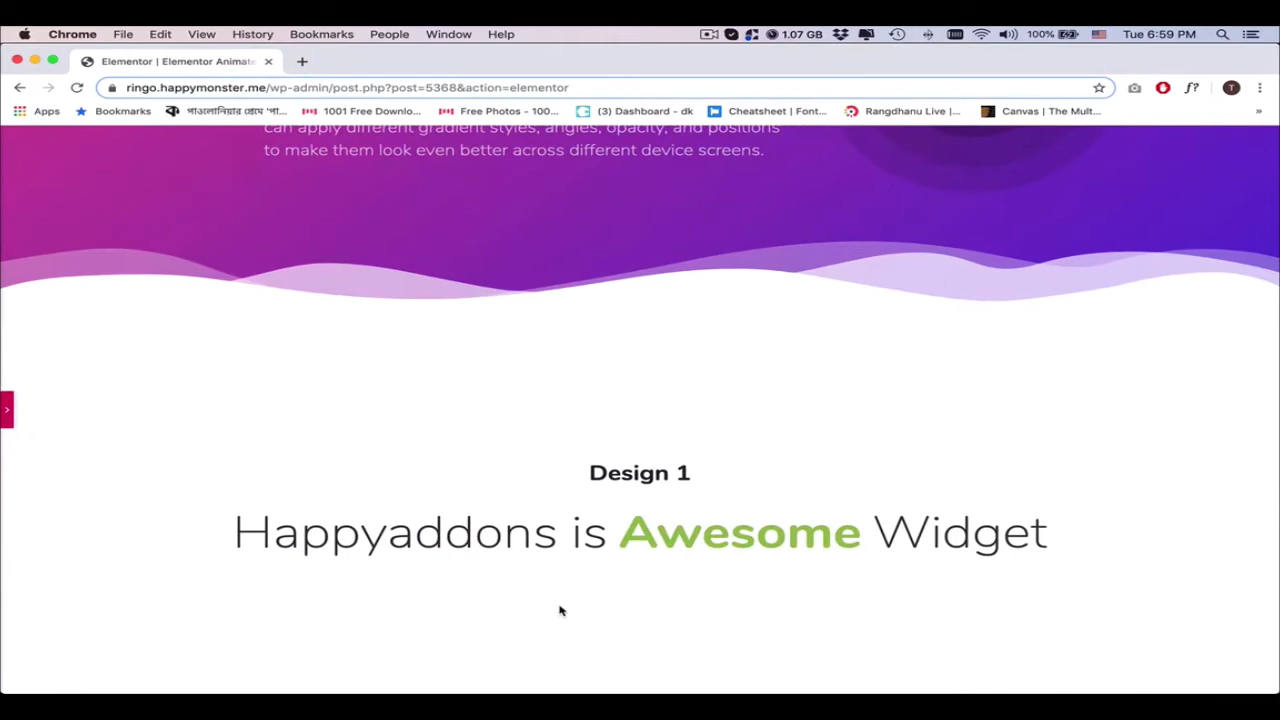 Chrome File Edit View History Bookmarks People Window Help 1.07 GB 100% Tue 6:59 PM
Elementor | Elementor Animate
ringo.happymonster.me/wp-admin/post.php?post=5368&action=elementor f? T
Apps Bookmarks পাওলোনিয়ার প্রেমে 'পা... 1001 Free Downlo... Free Photos - 100... (3) Dashboard - dk Cheatsheet | Font... Rangdhanu Live |... Canvas | The Mult... »
can apply different gradient styles, angles, opacity, and positions
to make them look even better across different device screens.
Design 1
Happyaddons is Awesome Widget